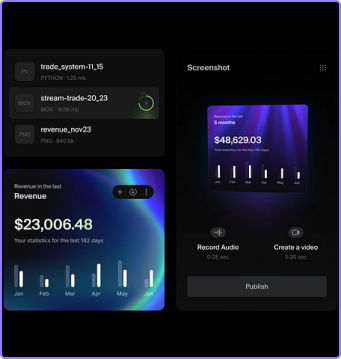 PY
trade_system-11_15
PYTHON · 1.25 mb
MOV
stream-trade-20_23
MOV · 18.56 mb
PNG
revenue_nov23
PNG · 840 kb
Revenue in the last
Revenue
$23,006.48
Your statistics for the last 182 days
Jan Feb Mar Apr May Jun
Screenshot
Revenue in the last
6 months
$48,629.03
Your statistics for the last 182 days
Jan Feb Mar Apr May Jun
Record Audio
0:28 sec
Create a video
0:36 sec
Publish